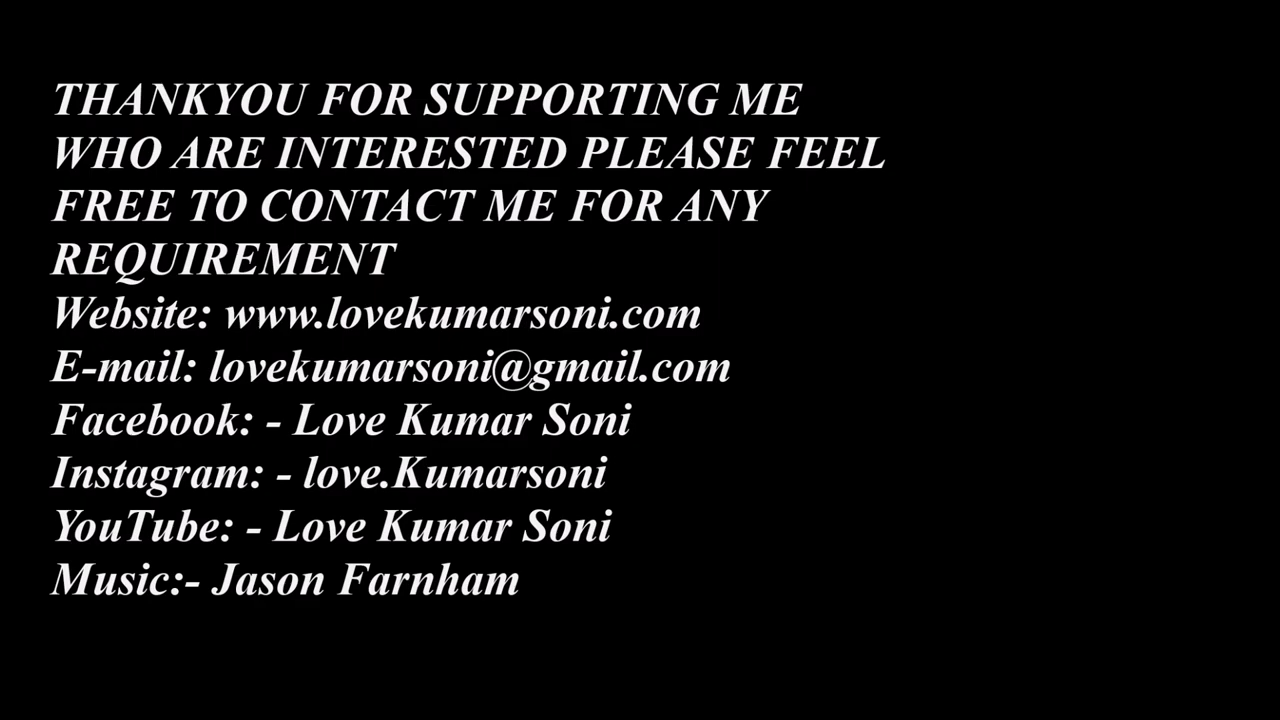 THANKYOU FOR SUPPORTING ME
WHO ARE INTERESTED PLEASE FEEL
FREE TO CONTACT ME FOR ANY
REQUIREMENT
Website: www.lovekumarsoni.com
E-mail: lovekumarsoni@gmail.com
Facebook: - Love Kumar Soni
Instagram: - love.Kumarsoni
YouTube: - Love Kumar Soni
Music:- Jason Farnham